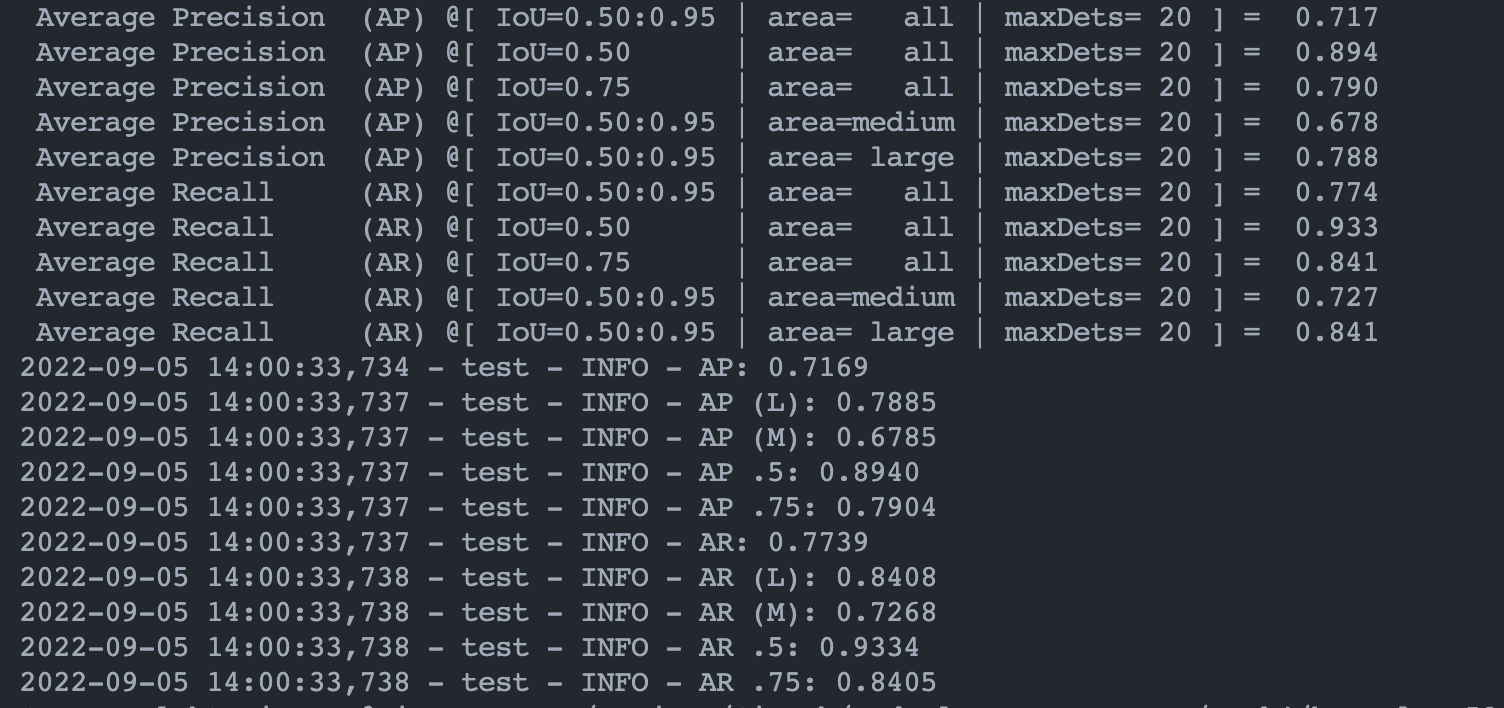 Average Precision  (AP) @[ IoU=0.50:0.95 | area=   all | maxDets= 20 ] =  0.717
Average Precision  (AP) @[ IoU=0.50      | area=   all | maxDets= 20 ] =  0.894
Average Precision  (AP) @[ IoU=0.75      | area=   all | maxDets= 20 ] =  0.790
Average Precision  (AP) @[ IoU=0.50:0.95 | area=medium | maxDets= 20 ] =  0.678
Average Precision  (AP) @[ IoU=0.50:0.95 | area= large | maxDets= 20 ] =  0.788
Average Recall     (AR) @[ IoU=0.50:0.95 | area=   all | maxDets= 20 ] =  0.774
Average Recall     (AR) @[ IoU=0.50      | area=   all | maxDets= 20 ] =  0.933
Average Recall     (AR) @[ IoU=0.75      | area=   all | maxDets= 20 ] =  0.841
Average Recall     (AR) @[ IoU=0.50:0.95 | area=medium | maxDets= 20 ] =  0.727
Average Recall     (AR) @[ IoU=0.50:0.95 | area= large | maxDets= 20 ] =  0.841
2022-09-05 14:00:33,734 - test - INFO - AP: 0.7169
2022-09-05 14:00:33,737 - test - INFO - AP (L): 0.7885
2022-09-05 14:00:33,737 - test - INFO - AP (M): 0.6785
2022-09-05 14:00:33,737 - test - INFO - AP .5: 0.8940
2022-09-05 14:00:33,737 - test - INFO - AP .75: 0.7904
2022-09-05 14:00:33,737 - test - INFO - AR: 0.7739
2022-09-05 14:00:33,738 - test - INFO - AR (L): 0.8408
2022-09-05 14:00:33,738 - test - INFO - AR (M): 0.7268
2022-09-05 14:00:33,738 - test - INFO - AR .5: 0.9334
2022-09-05 14:00:33,738 - test - INFO - AR .75: 0.8405